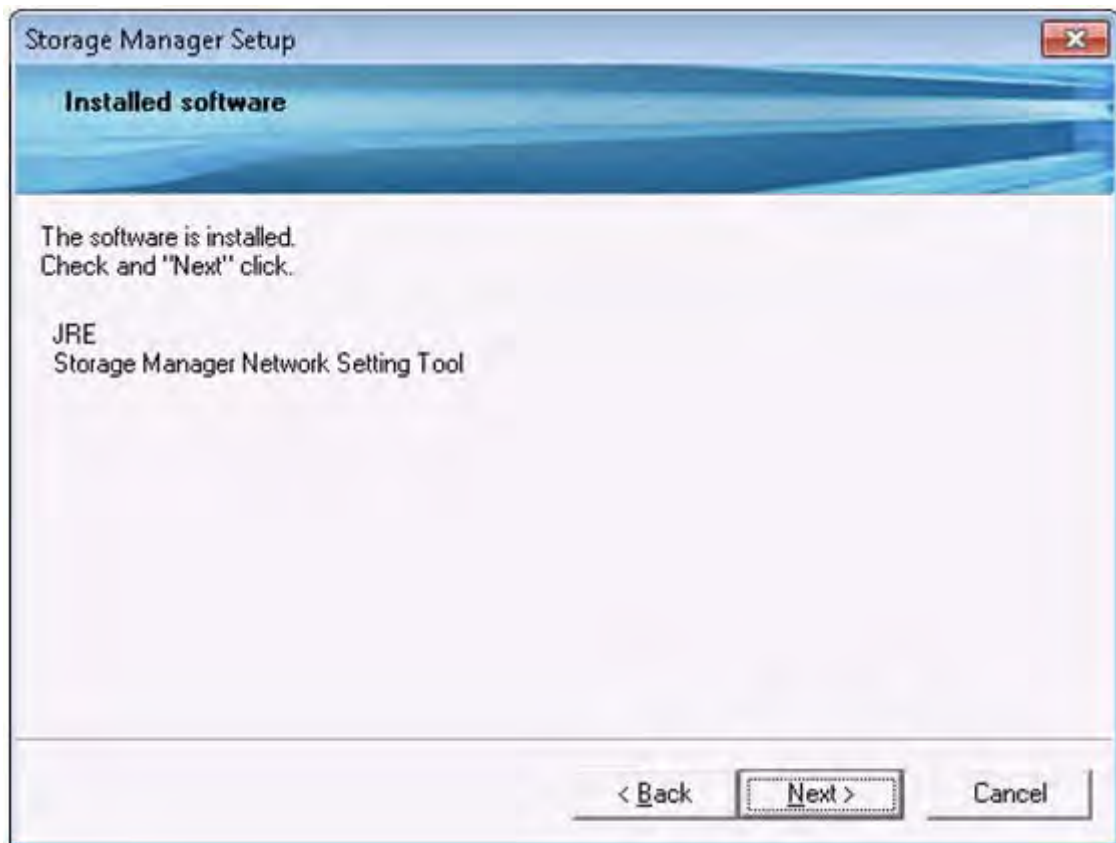 Storage Manager Setup
Installed software
The software is installed.
Check and "Next" click.
JRE
Storage Manager Network Setting Tool
< Back
Next >
Cancel